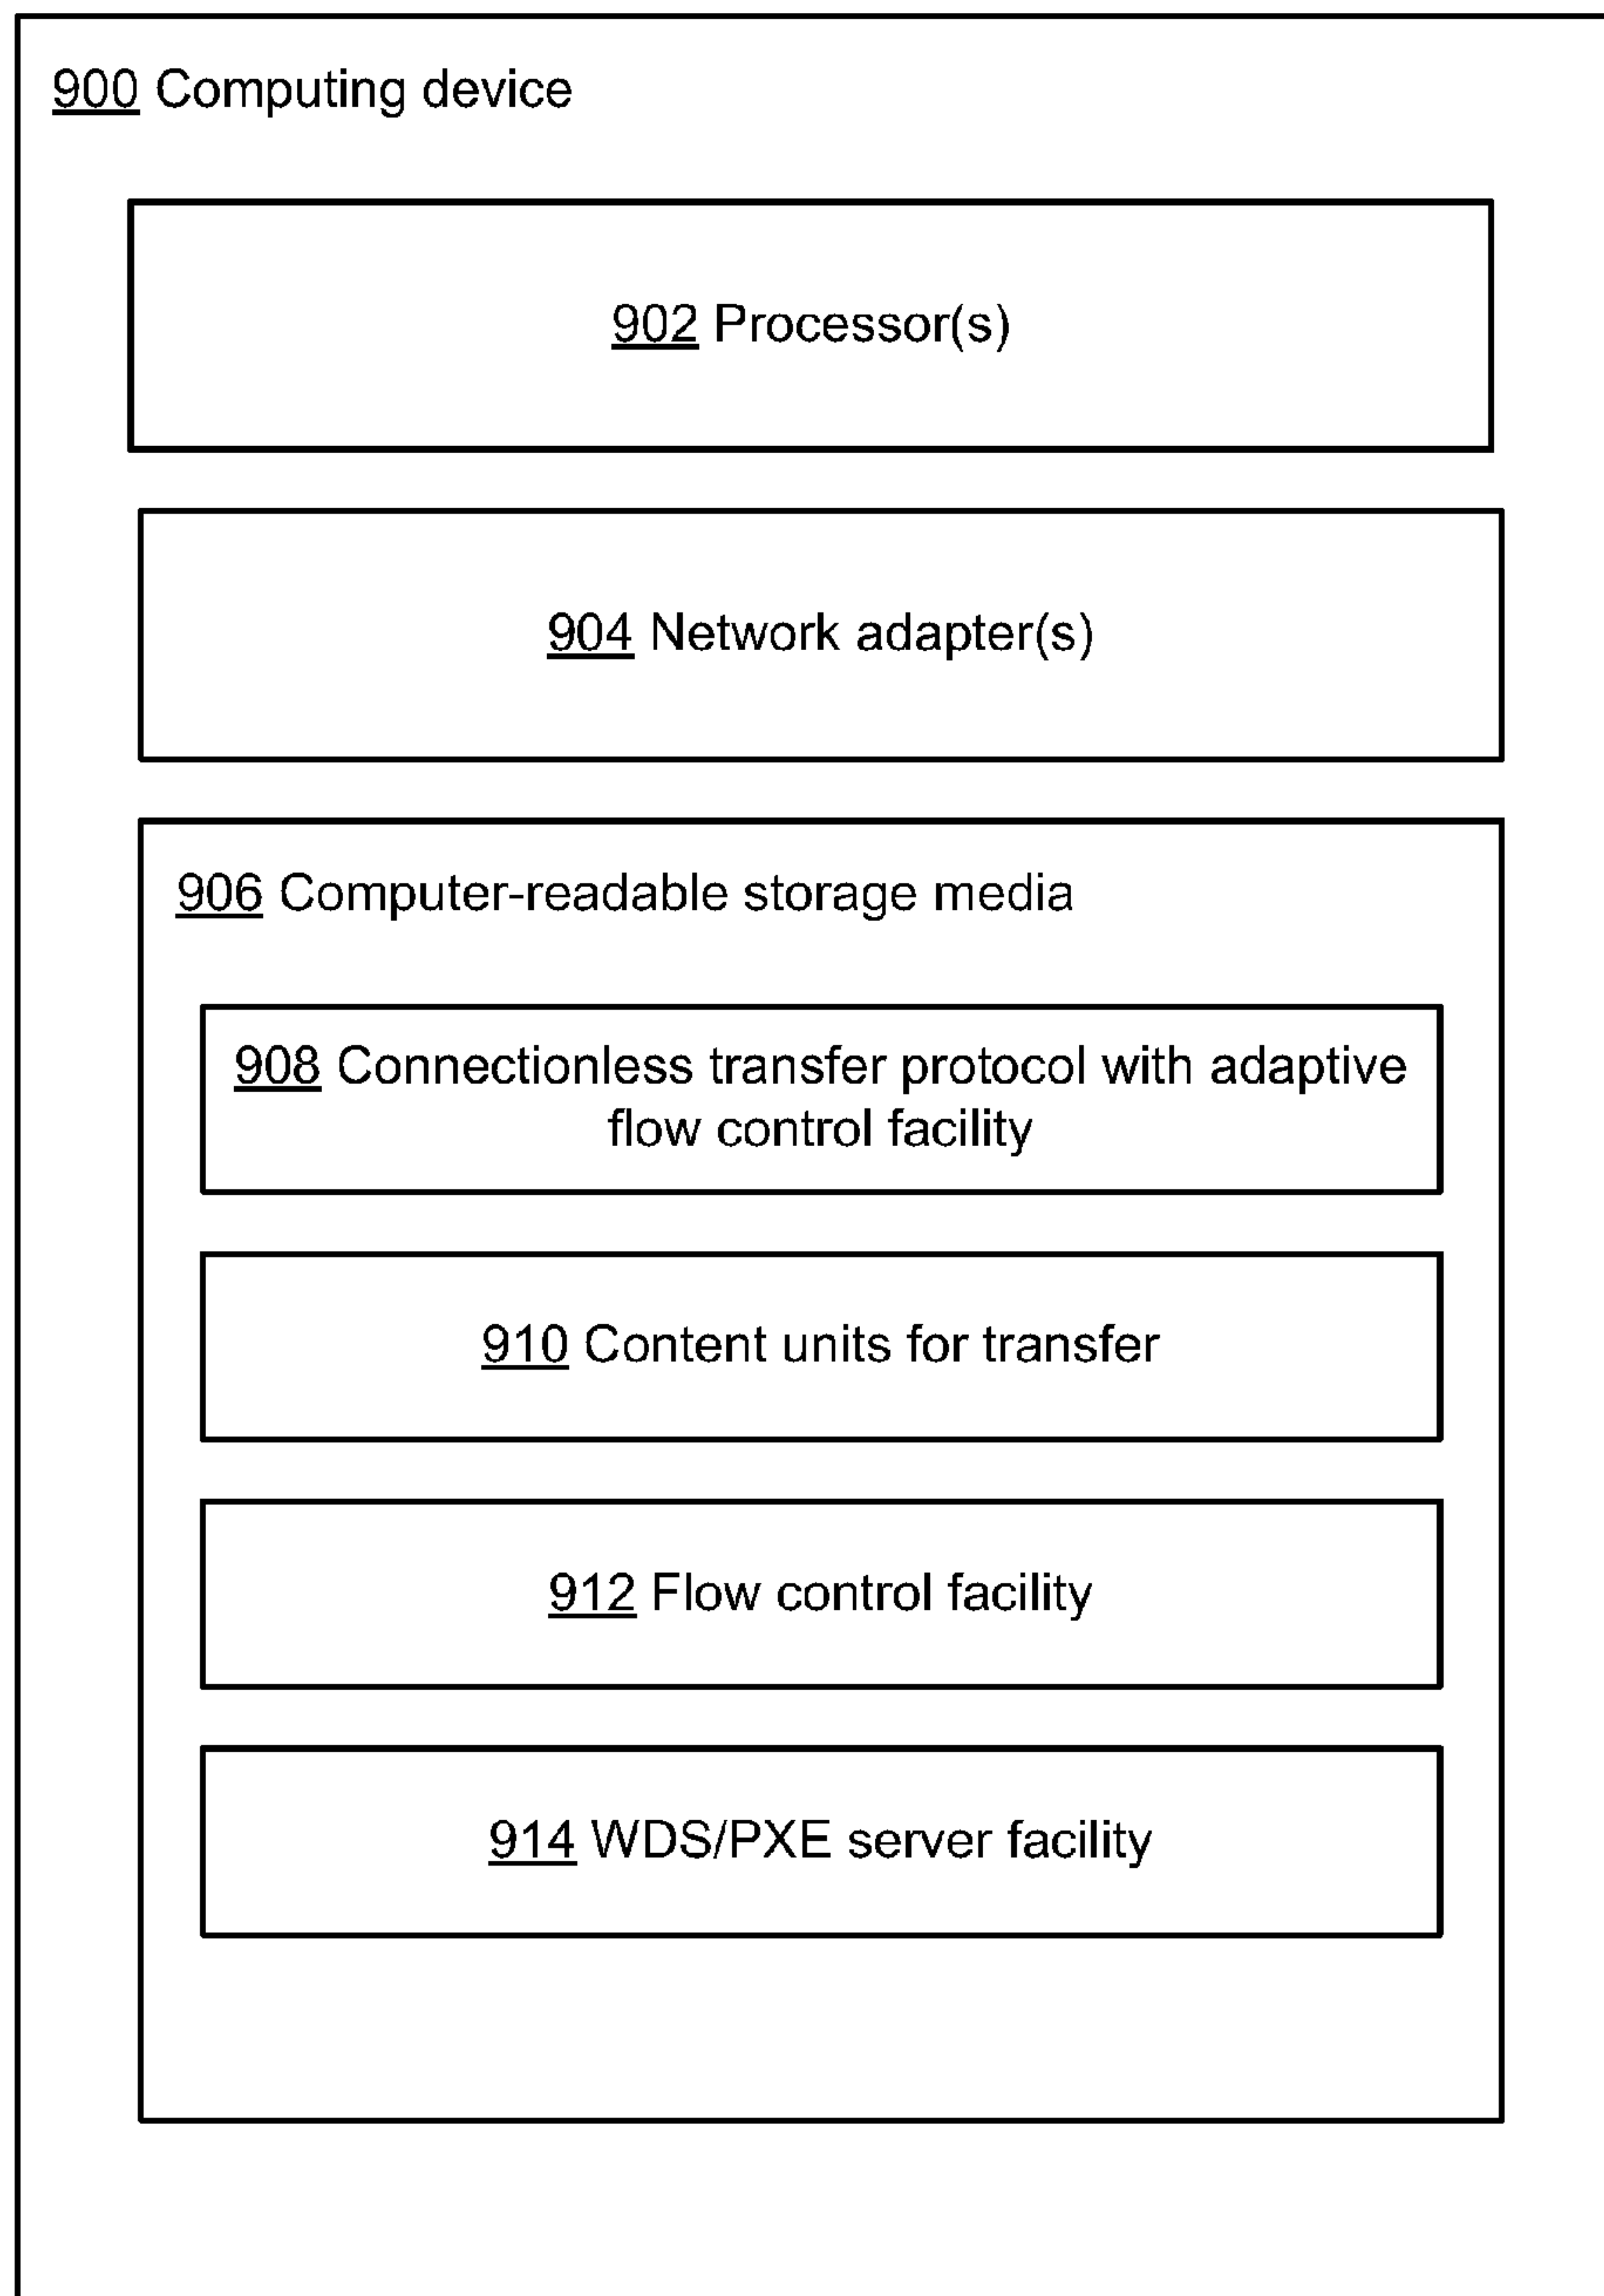 900 Computing device
902 Processor(s)
904 Network adapter(s)
906 Computer-readable storage media
908 Connectionless transfer protocol with adaptive
flow control facility
910 Content units for transfer
912 Flow control facility
914 WDS/PXE server facility